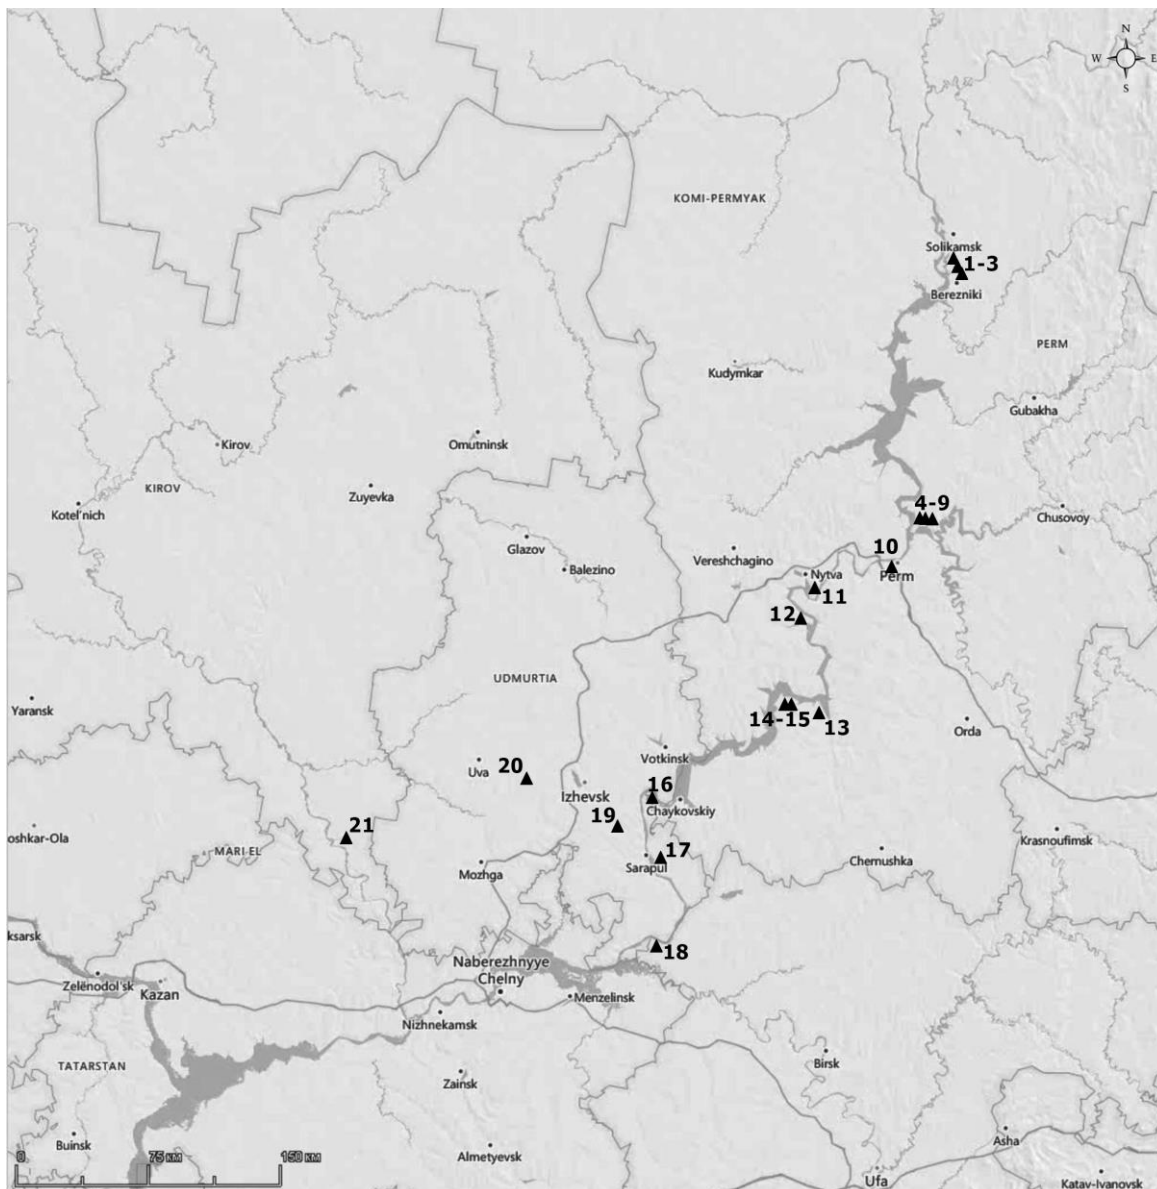 N
W E
S
KOMI-PERMYAK
Solikamsk
1-3
Berezniki
PERM
Kudymkar
Gubakha
Omutninsk
Kirov
KIROV
Zuyevka
Kotel'nich
4-9
Chusovoy
Glazov
Balezino
Vereshchagino
10
Perm
Nytva
11
12
UDMURTIA
Yaransk
14-15
13
Orda
Votkinsk
Uva
20
Izhevsk
16
Chaykovskiy
19
21
oshkar-Ola
MARI-EL
Krasnoufimsk
17
Sarapul
Chernushka
Mozhga
ksarsk
18
Naberezhnyye
Chelny
Zelënodol'sk
Kazan
Menzelinsk
Nizhnekamsk
TATARSTAN
Birsk
Zainsk
Buinsk
Almetyevsk
Asha
0 75 км 150 км
Ufa
Katav-Ivanovsk